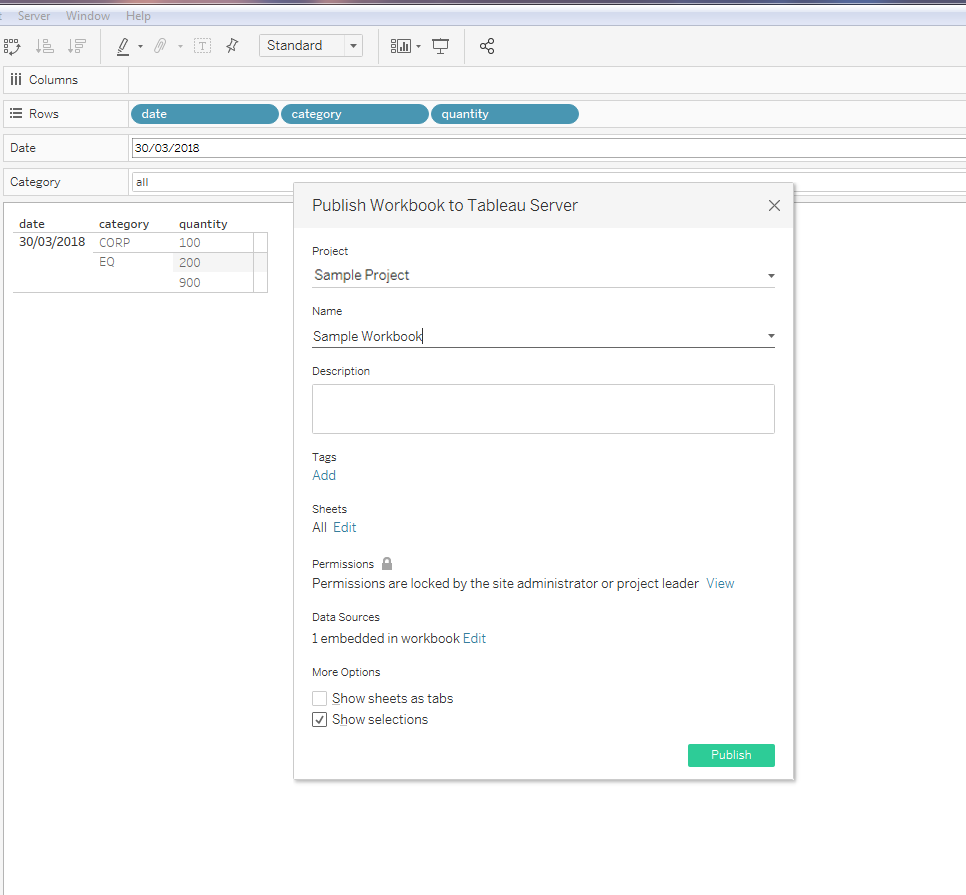 Server Window Help
Standard
Columns
Rows date category quantity
Date 30/03/2018
Category all
Publish Workbook to Tableau Server
date category quantity
30/03/2018 CORP 100
EQ 200
900
Project
Sample Project
Name
Sample Workbook
Description
Tags
Add
Sheets
All Edit
Permissions
Permissions are locked by the site administrator or project leader View
Data Sources
1 embedded in workbook Edit
More Options
Show sheets as tabs
Show selections
Publish